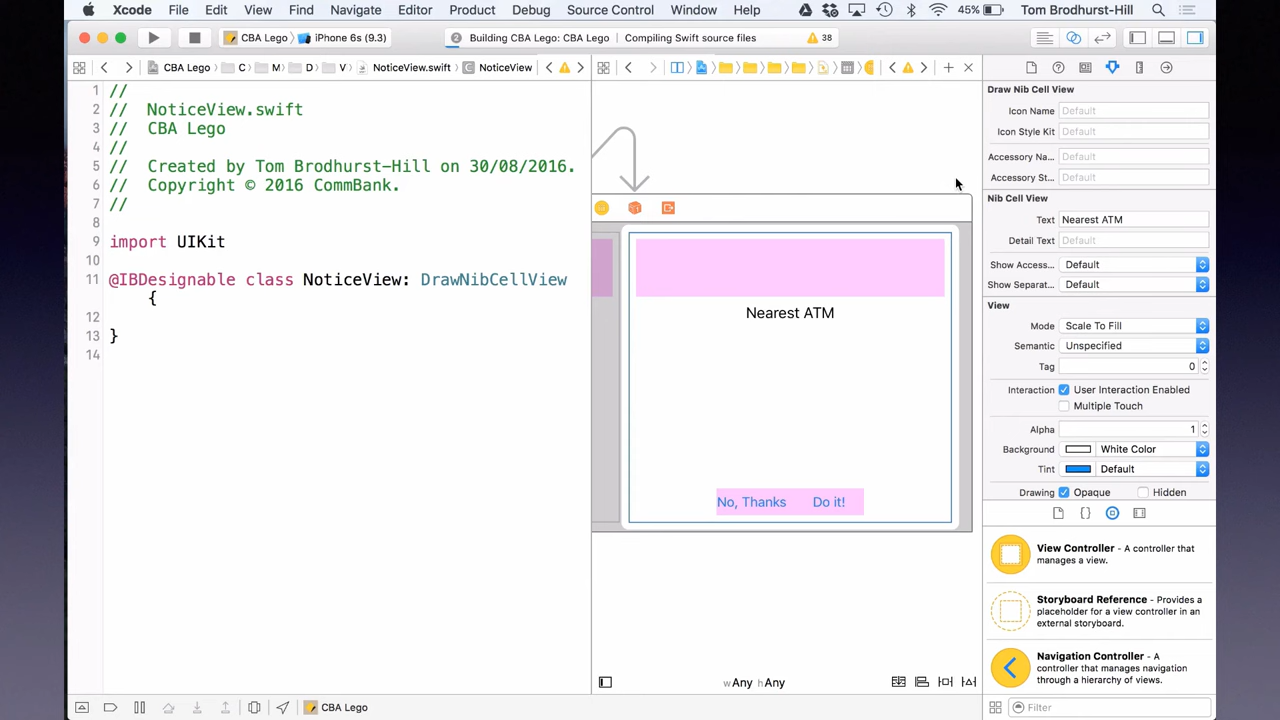 Xcode File Edit View Find Navigate Editor Product Debug Source Control Window Help 45% Tom Brodhurst-Hill
CBA Lego iPhone 6s (9.3) 2 Building CBA Lego: CBA Lego Compiling Swift source files 38
CBA Lego C M D V NoticeView.swift C NoticeView
1 //
2 // NoticeView.swift
3 // CBA Lego
4 //
5 // Created by Tom Brodhurst-Hill on 30/08/2016.
6 // Copyright © 2016 CommBank.
7 //
8
9 import UIKit
10
11 @IBDesignable class NoticeView: DrawNibCellView
{
12
13 }
14
Nearest ATM
No, Thanks Do it!
wAny hAny
Draw Nib Cell View
Icon Name Default
Icon Style Kit Default
Accessory Na... Default
Accessory St... Default
Nib Cell View
Text Nearest ATM
Detail Text Default
Show Access... Default
Show Separat... Default
View
Mode Scale To Fill
Semantic Unspecified
Tag 0
Interaction User Interaction Enabled
Multiple Touch
Alpha 1
Background White Color
Tint Default
Drawing Opaque Hidden
{}
View Controller - A controller that
manages a view.
Storyboard Reference - Provides a
placeholder for a view controller in an
external storyboard.
Navigation Controller - A
controller that manages navigation
through a hierarchy of views.
CBA Lego
Filter